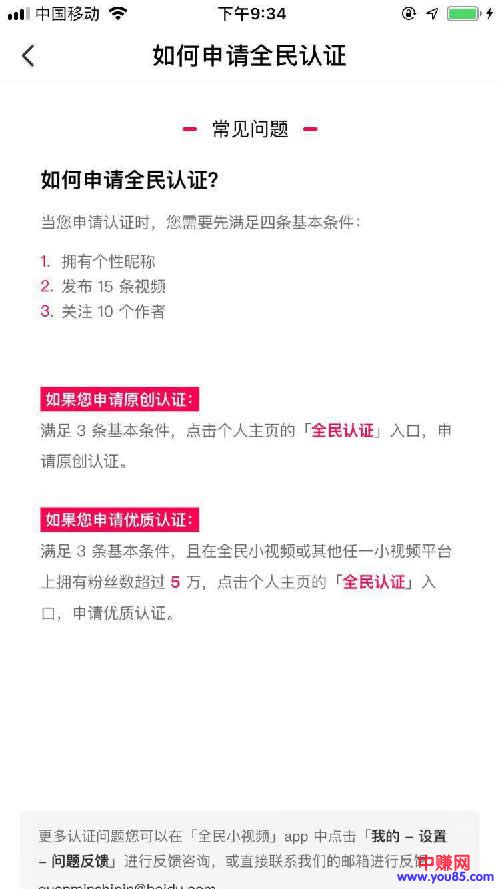 中国移动 下午9:34
如何申请全民认证
常见问题
如何申请全民认证?
当您申请认证时，您需要先满足四条基本条件：
1. 拥有个性昵称
2. 发布 15 条视频
3. 关注 10 个作者
如果您申请原创认证：
满足 3 条基本条件，点击个人主页的「全民认证」入口，申
请原创认证。
如果您申请优质认证：
满足 3 条基本条件，且在全民小视频或其他任一小视频平台
上拥有粉丝数超过 5 万，点击个人主页的「全民认证」入
口，申请优质认证。
更多认证问题您可以在「全民小视频」app 中点击「我的 – 设置
– 问题反馈」进行反馈咨询，或直接联系我们的邮箱进行反馈
中赚网
www.you85.com